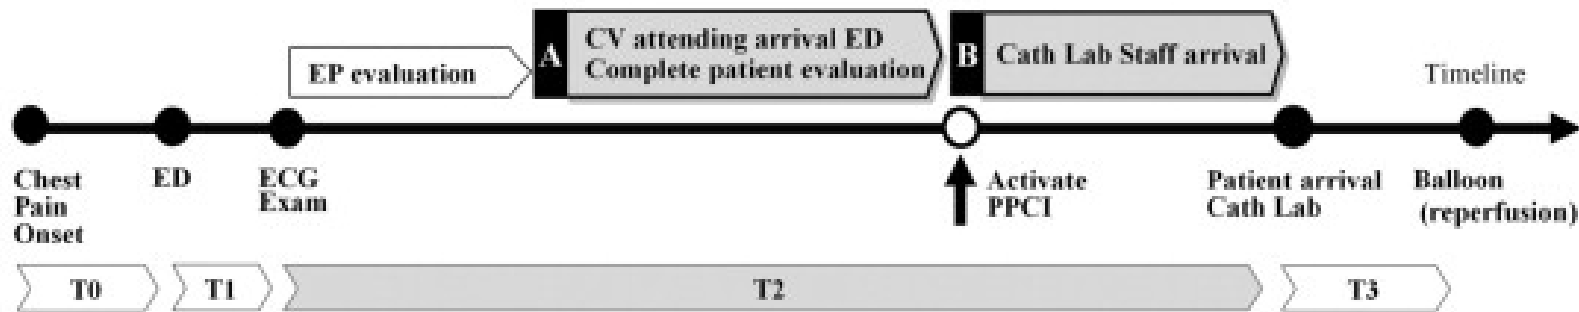 A
CV attending arrival ED
Complete patient evaluation
B
Cath Lab Staff arrival
EP evaluation
Timeline
Chest
Pain
Onset
ED
ECG
Exam
Activate
PPCI
Patient arrival
Cath Lab
Balloon
(reperfusion)
T0
T1
T2
T3